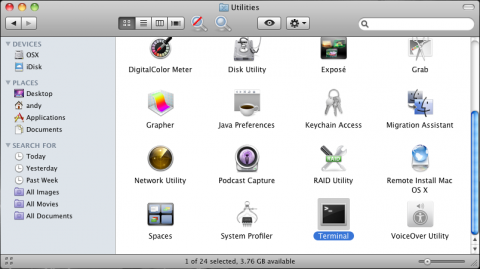 Utilities
DEVICES
OSX
iDisk
PLACES
Desktop
andy
Applications
Documents
SEARCH FOR
Today
Yesterday
Past Week
All Images
All Movies
All Documents
DigitalColor Meter
Disk Utility
Exposé
Grab
Grapher
Java Preferences
Keychain Access
Migration Assistant
Network Utility
Podcast Capture
RAID Utility
RAID
Remote Install Mac
OS X
Spaces
System Profiler
Terminal
VoiceOver Utility
1 of 24 selected, 3.76 GB available